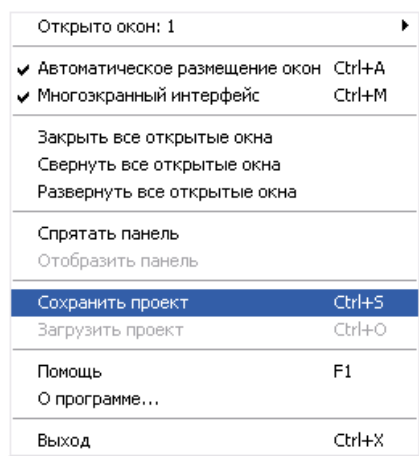 Открыто окон: 1
Автоматическое размещение окон Ctrl+A
Многоэкранный интерфейс Ctrl+M
Закрыть все открытые окна
Свернуть все открытые окна
Развернуть все открытые окна
Спрятать панель
Отобразить панель
Сохранить проект Ctrl+S
Загрузить проект Ctrl+O
Помощь F1
О программе...
Выход Ctrl+X